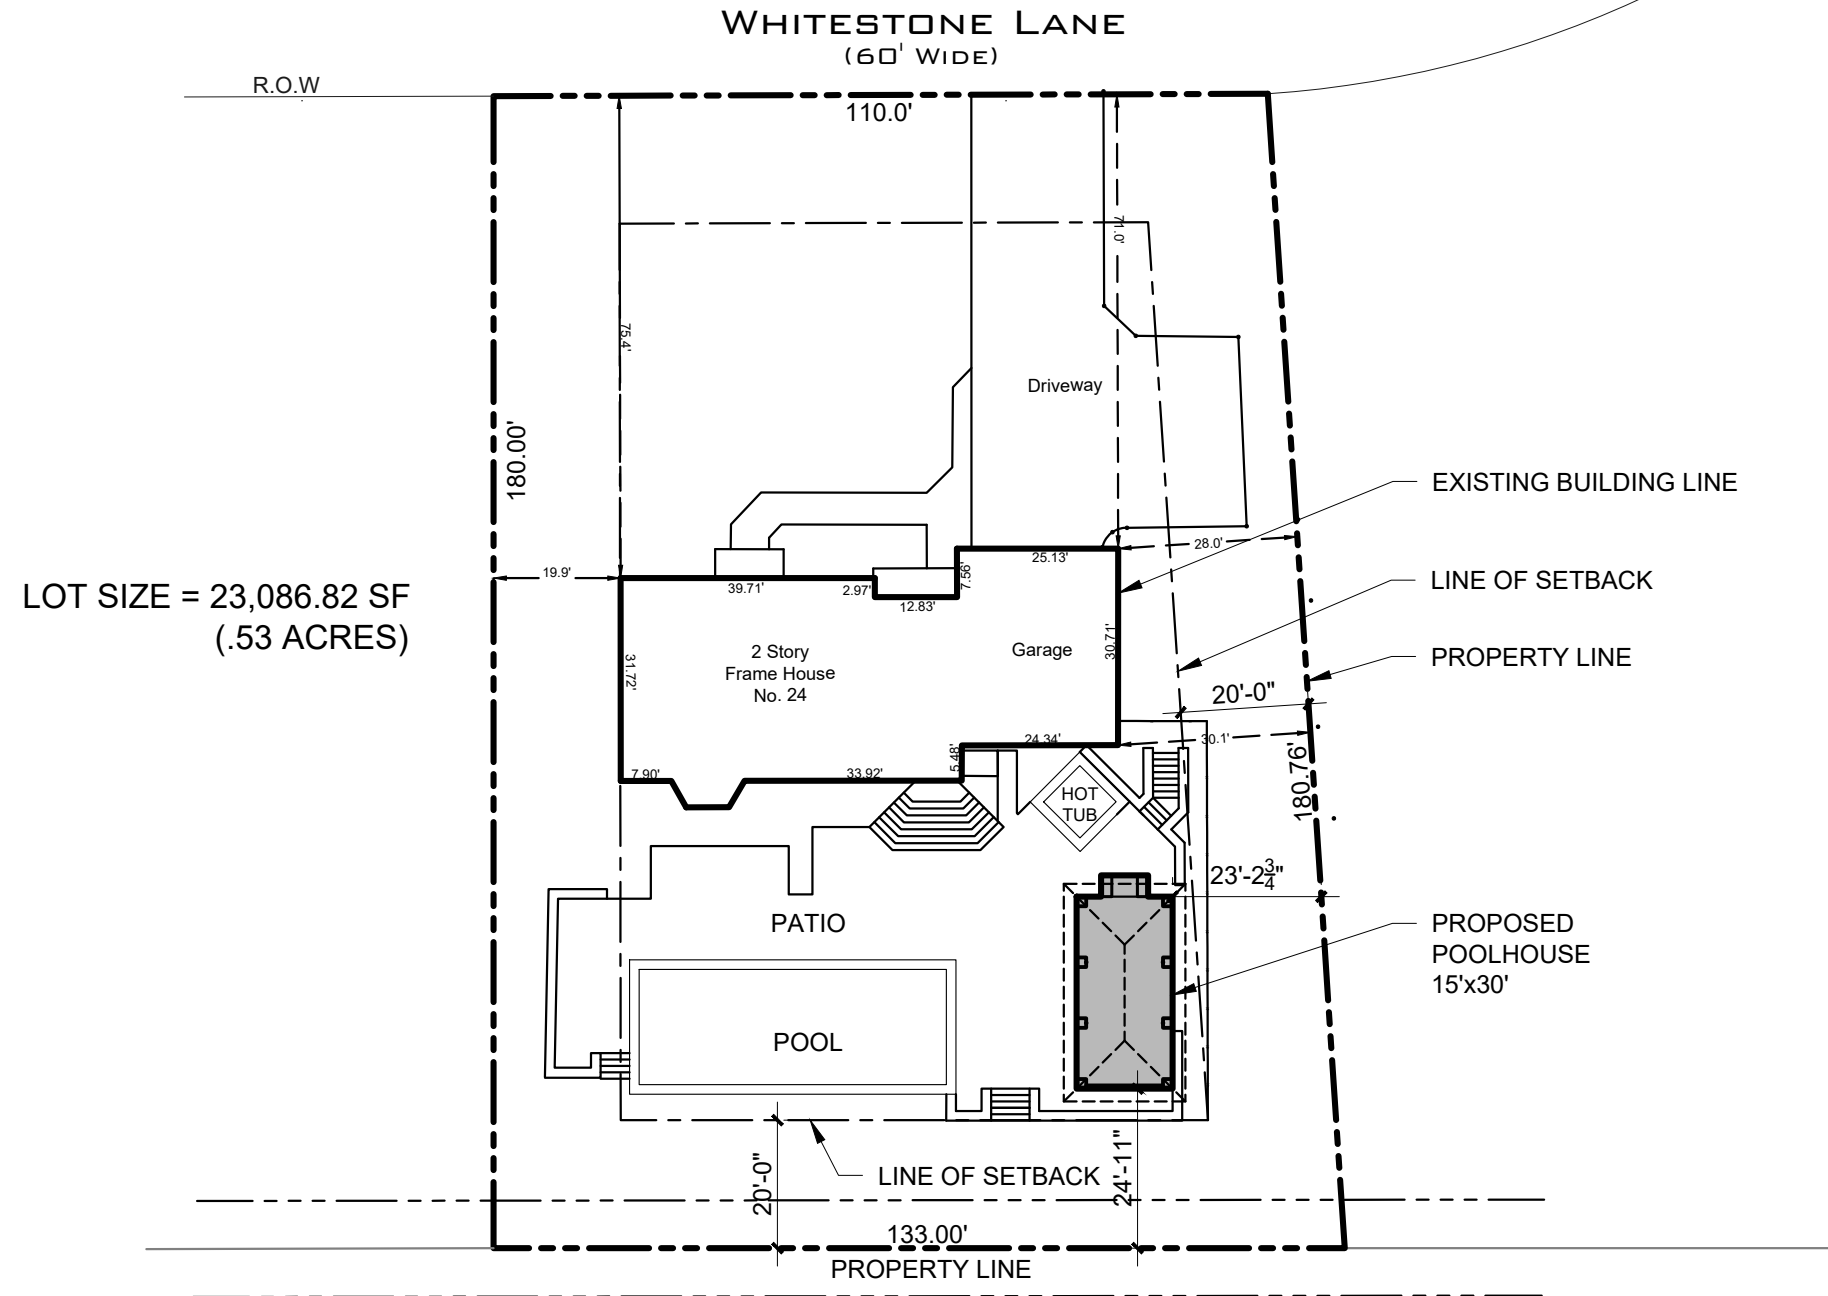 WHITESTONE LANE
(60' WIDE)
R.O.W
110.0'
71.0'
75.4'
Driveway
180.00'
EXISTING BUILDING LINE
28.0'
25.13'
19.9'
39.71'
2.97'
7.56'
12.83'
LINE OF SETBACK
LOT SIZE = 23,086.82 SF
(.53 ACRES)
2 Story
Frame House
No. 24
Garage
30.71'
31.72'
PROPERTY LINE
20'-0"
24.34'
30.1'
5.48'
7.90'
33.92'
180.76'
HOT
TUB
23'-2 3/4"
PATIO
PROPOSED
POOLHOUSE
15'x30'
POOL
20'-0"
LINE OF SETBACK
24'-11"
133.00'
PROPERTY LINE